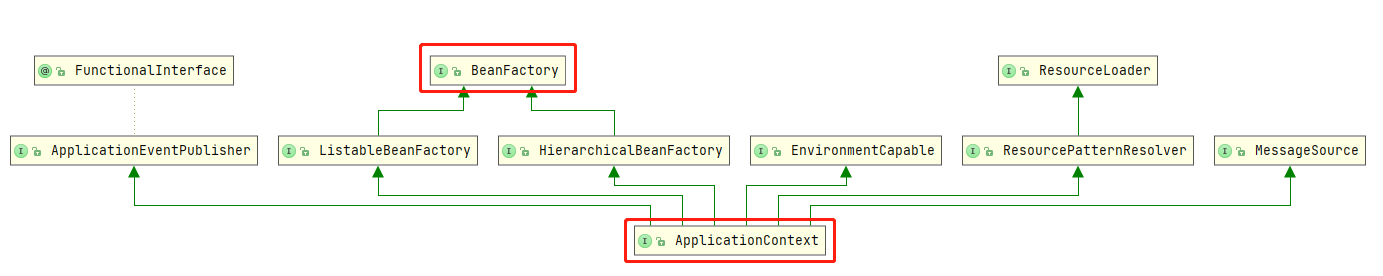 @ FunctionalInterface
I BeanFactory
I ResourceLoader
I ApplicationEventPublisher
I ListableBeanFactory
I HierarchicalBeanFactory
I EnvironmentCapable
I ResourcePatternResolver
I MessageSource
I ApplicationContext